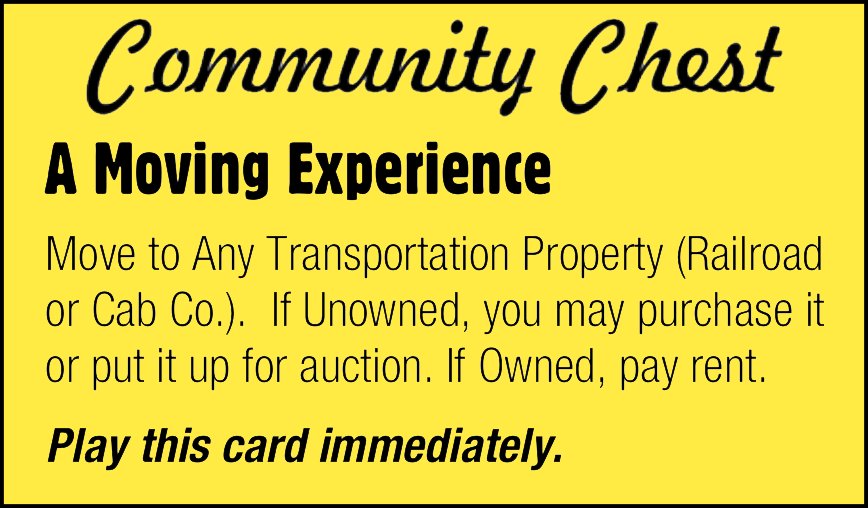 Community Chest
A Moving Experience
Move to Any Transportation Property (Railroad
or Cab Co.).  If Unowned, you may purchase it
or put it up for auction. If Owned, pay rent.
Play this card immediately.